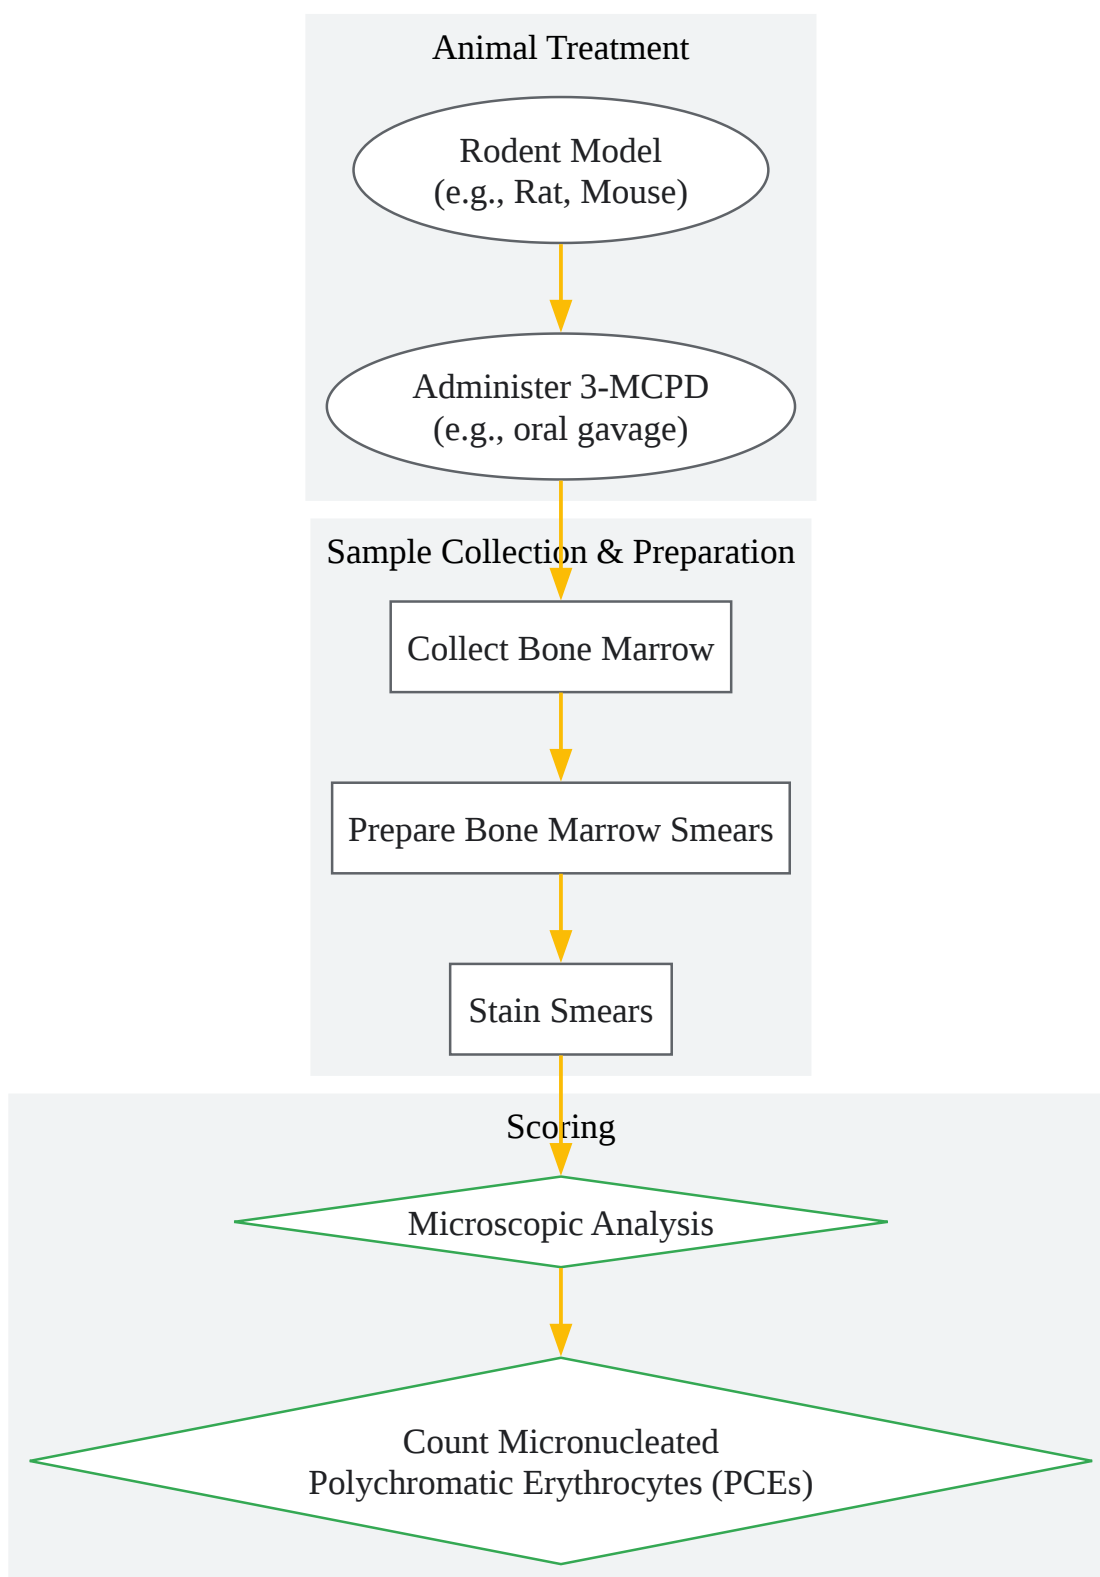 Animal Treatment
Rodent Model
(e.g., Rat, Mouse)
Administer 3-MCPD
(e.g., oral gavage)
Sample Collection & Preparation
Collect Bone Marrow
Prepare Bone Marrow Smears
Stain Smears
Scoring
Microscopic Analysis
Count Micronucleated
Polychromatic Erythrocytes (PCEs)